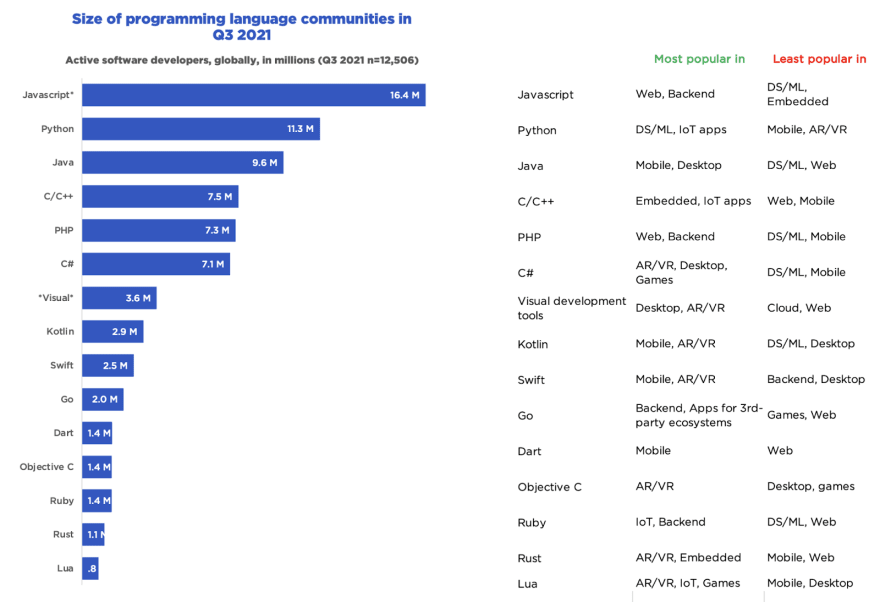 Size of programming language communities in
Q3 2021
Active software developers, globally, in millions (Q3 2021 n=12,506)
Javascript* 16.4 M
Python 11.3 M
Java 9.6 M
C/C++ 7.5 M
PHP 7.3 M
C# 7.1 M
*Visual* 3.6 M
Kotlin 2.9 M
Swift 2.5 M
Go 2.0 M
Dart 1.4 M
Objective C 1.4 M
Ruby 1.4 M
Rust 1.1 M
Lua .8
Most popular in Least popular in
Javascript Web, Backend DS/ML,
Embedded
Python DS/ML, IoT apps Mobile, AR/VR
Java Mobile, Desktop DS/ML, Web
C/C++ Embedded, IoT apps Web, Mobile
PHP Web, Backend DS/ML, Mobile
C# AR/VR, Desktop,
Games DS/ML, Mobile
Visual development
tools Desktop, AR/VR Cloud, Web
Kotlin Mobile, AR/VR DS/ML, Desktop
Swift Mobile, AR/VR Backend, Desktop
Go Backend, Apps for 3rd-
party ecosystems Games, Web
Dart Mobile Web
Objective C AR/VR Desktop, games
Ruby IoT, Backend DS/ML, Web
Rust AR/VR, Embedded Mobile, Web
Lua AR/VR, IoT, Games Mobile, Desktop